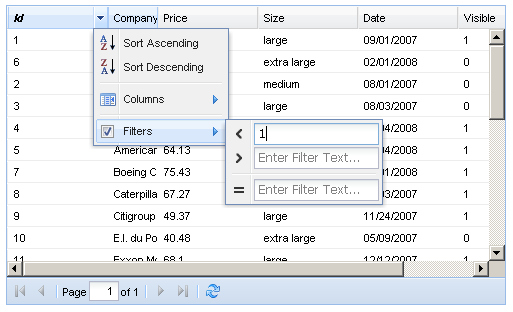 Id Company Price Size Date Visible
1 large 09/01/2007 1
Sort Ascending
6 extra large 02/01/2008 0
Sort Descending
2 medium 08/01/2007 0
Columns
3 large 08/03/2007 0
4 04/2008 1
Filters
< 1
5 American 64.13 04/2008 1
> Enter Filter Text...
7 Boeing C 75.43 01/2008 1
8 Caterpilla 67.27 03/2007 1
= Enter Filter Text...
9 Citigroup 49.37 large 11/24/2007 1
10 E.I. du Po 40.48 extra large 05/09/2007 0
11 Exxon Mo 68.1 large 12/12/2007 1
Page 1 of 1